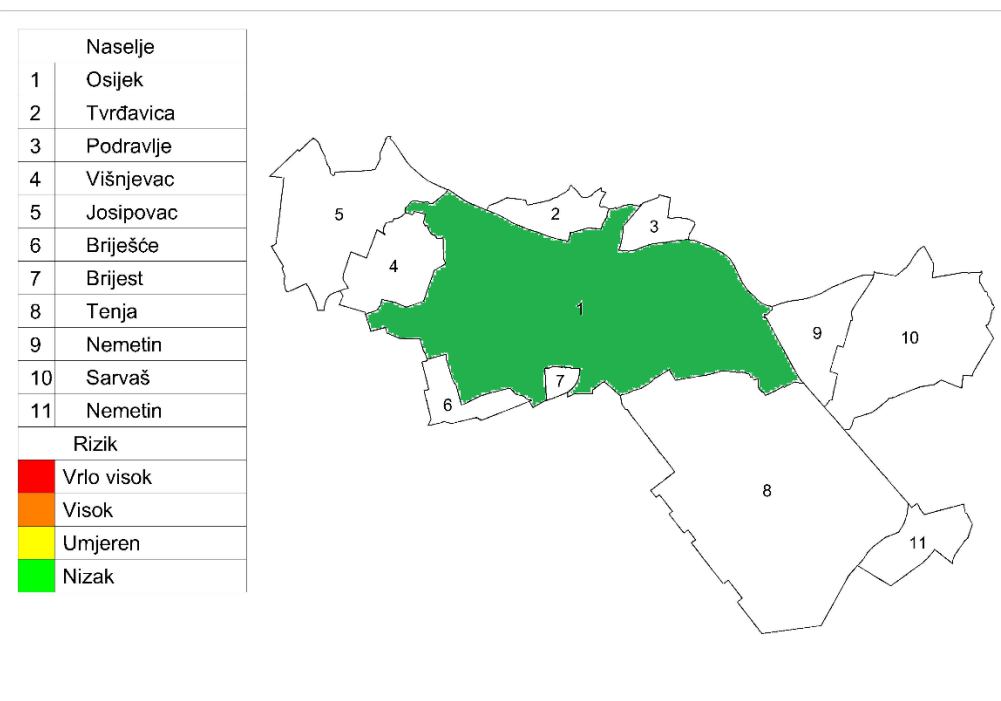 Naselje
1 Osijek
2 Tvrđavica
3 Podravlje
4 Višnjevac
5 Josipovac
6 Briješće
7 Brijest
8 Tenja
9 Nemetin
10 Sarvaš
11 Nemetin
Rizik
Vrlo visok
Visok
Umjeren
Nizak
5
2
3
4
1
9
10
7
6
8
11